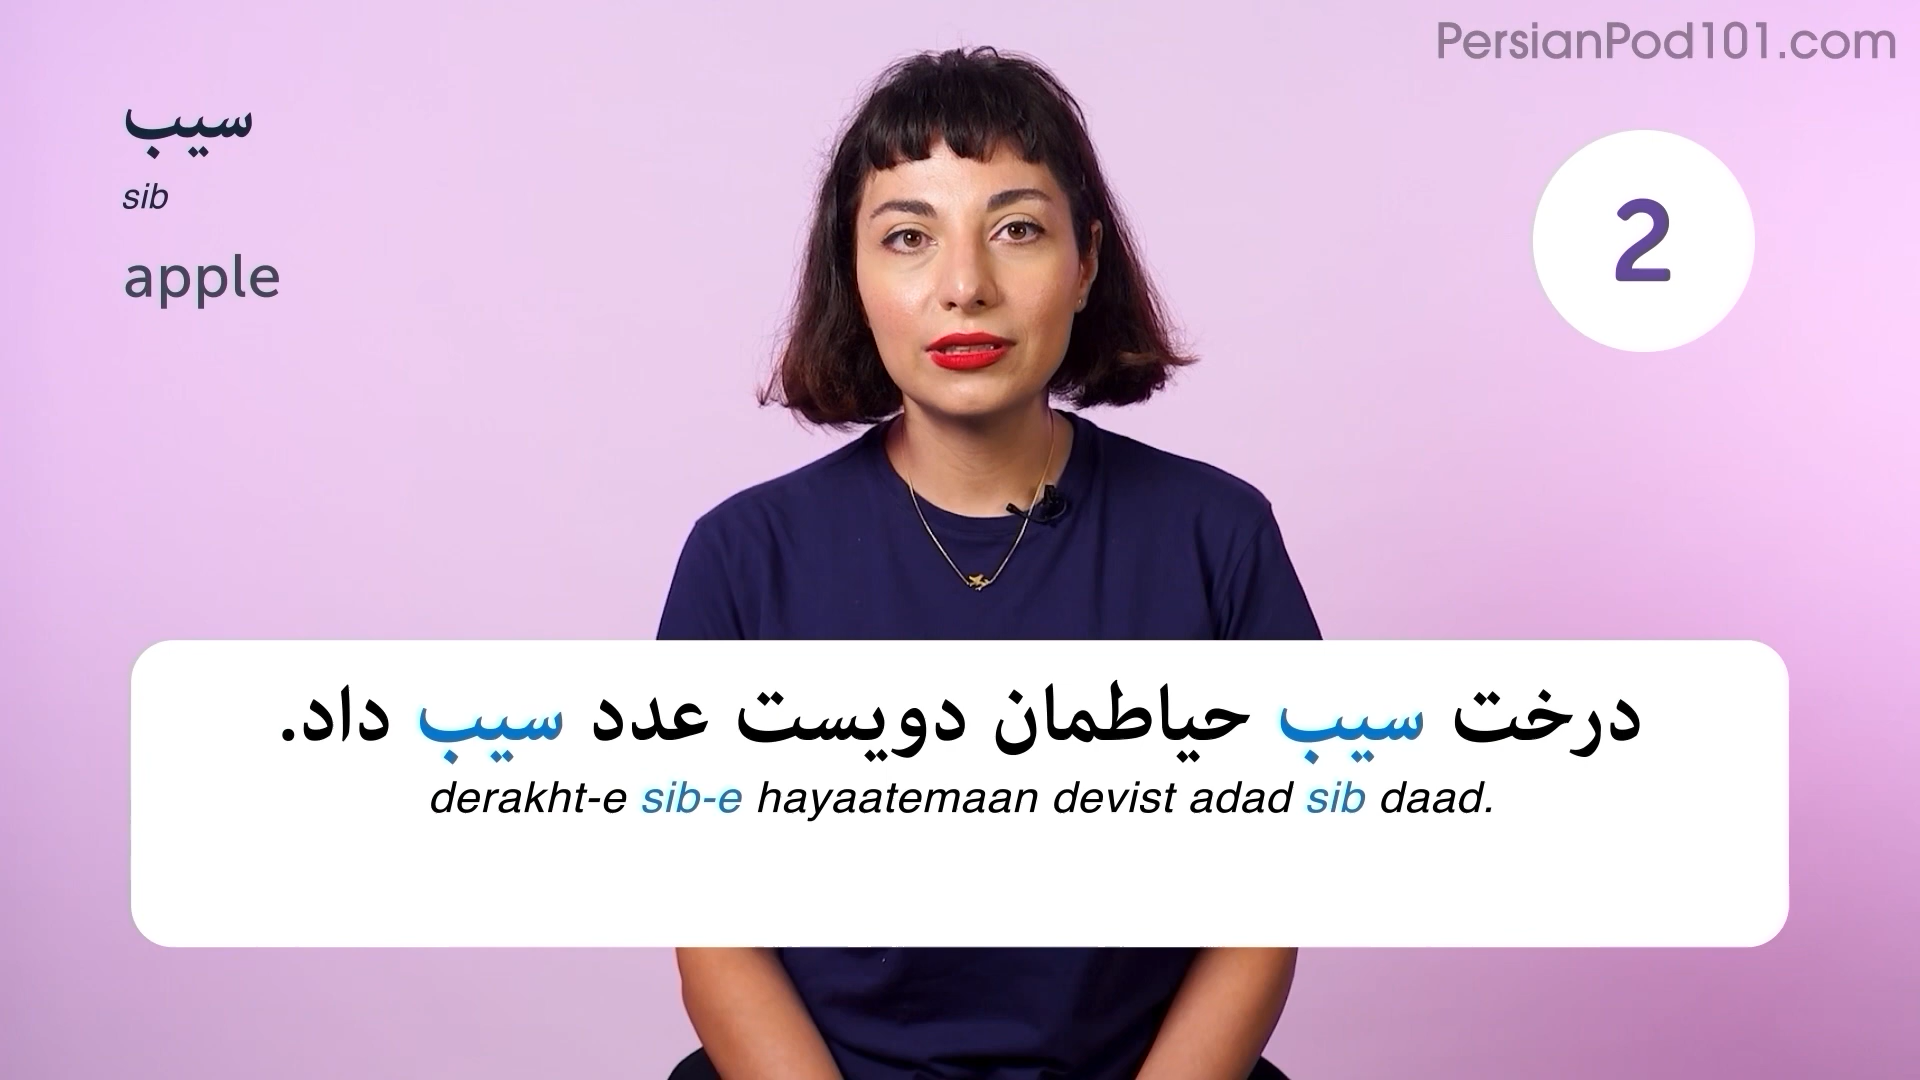 PersianPod101.com
سیب
sib
apple
2
درخت سیب حیاطمان دویست عدد سیب داد.
derakht-e sib-e hayaatemaan devist adad sib daad.